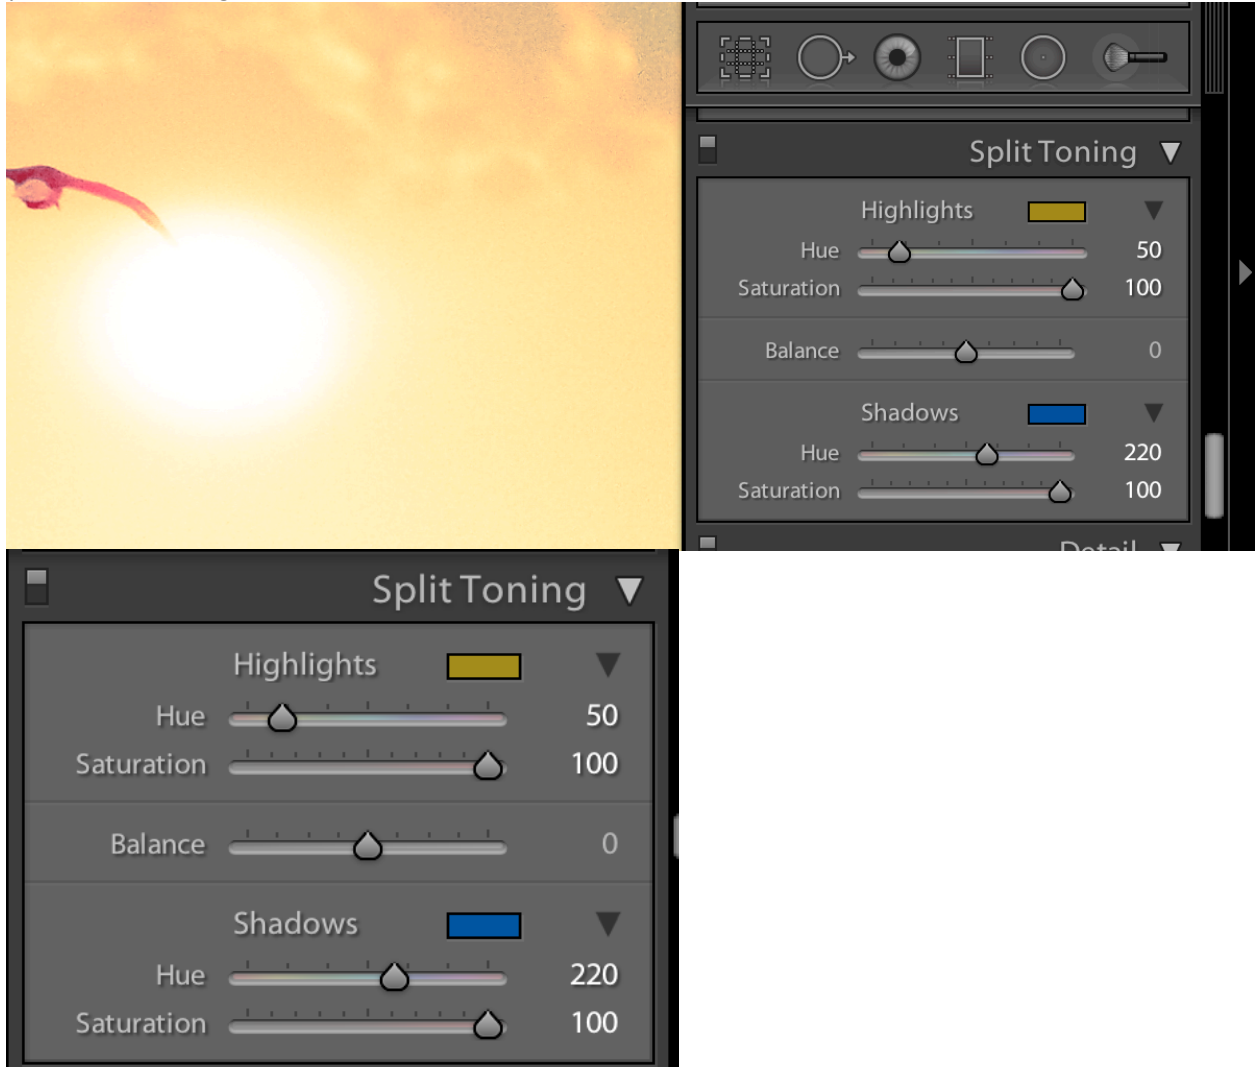 Split Toning
Highlights
Hue 50
Saturation 100
Balance 0
Shadows
Hue 220
Saturation 100
Detail
Split Toning
Highlights
Hue 50
Saturation 100
Balance 0
Shadows
Hue 220
Saturation 100